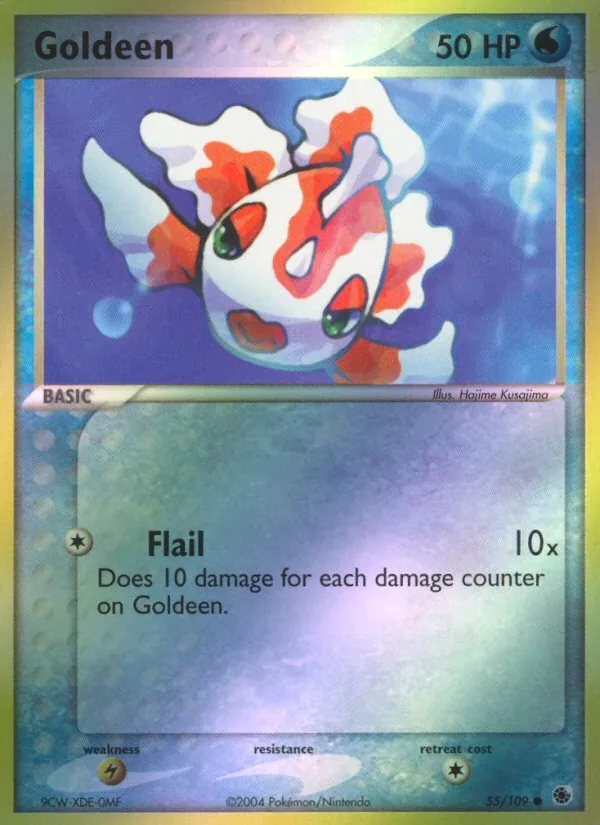 Goldeen 50 HP
BASIC Illus. Hajime Kusajima
Flail 10x
Does 10 damage for each damage counter
on Goldeen.
weakness resistance retreat cost
9CW-XDE-0MF ©2004 Pokémon/Nintendo 55/109